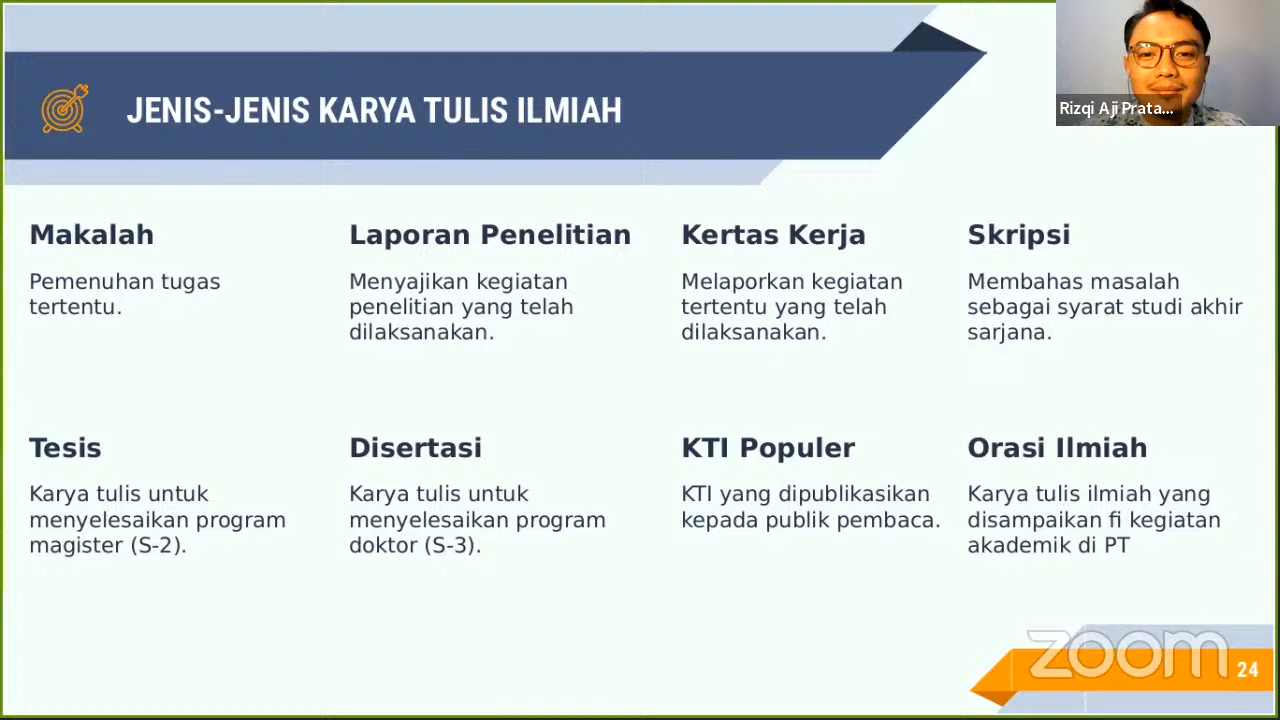 JENIS-JENIS KARYA TULIS ILMIAH
Rizqi Aji Prata...
Makalah
Pemenuhan tugas
tertentu.
Laporan Penelitian
Menyajikan kegiatan
penelitian yang telah
dilaksanakan.
Kertas Kerja
Melaporkan kegiatan
tertentu yang telah
dilaksanakan.
Skripsi
Membahas masalah
sebagai syarat studi akhir
sarjana.
Tesis
Karya tulis untuk
menyelesaikan program
magister (S-2).
Disertasi
Karya tulis untuk
menyelesaikan program
doktor (S-3).
KTI Populer
KTI yang dipublikasikan
kepada publik pembaca.
Orasi Ilmiah
Karya tulis ilmiah yang
disampaikan fi kegiatan
akademik di PT
zoom
24